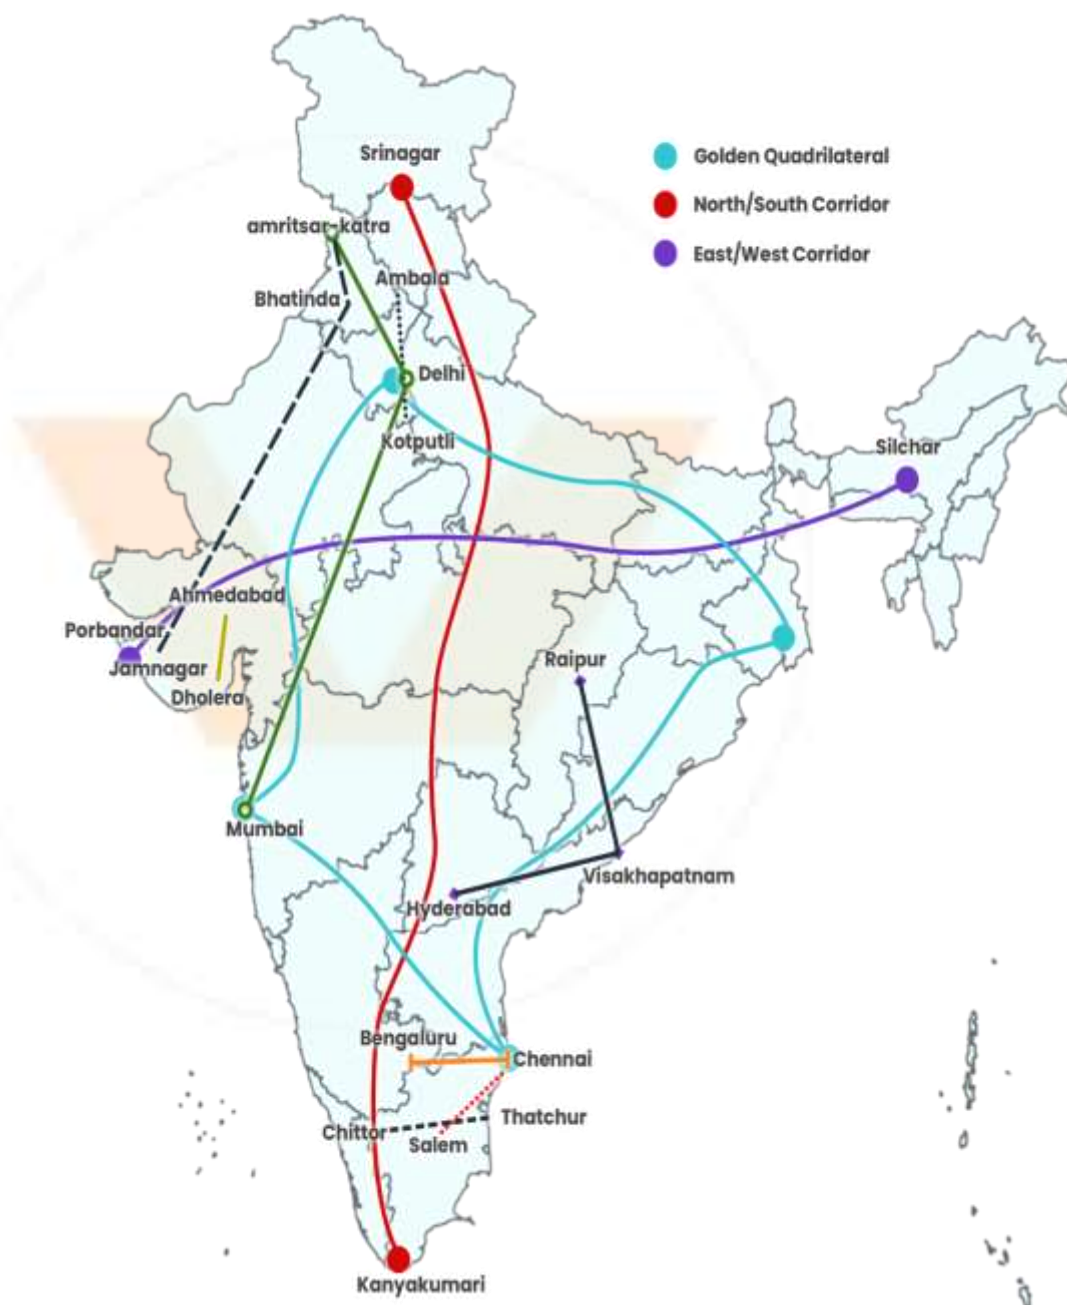 Srinagar
Golden Quadrilateral
North/South Corridor
amritsar-katra
East/West Corridor
Ambala
Bhatinda
Delhi
Kotputli
Silchar
Ahmedabad
Porbandar
Jamnagar
Raipur
Dholera
Mumbai
Visakhapatnam
Hyderabad
Bengaluru
Chennai
Thatchur
Chittor
Salem
Kanyakumari